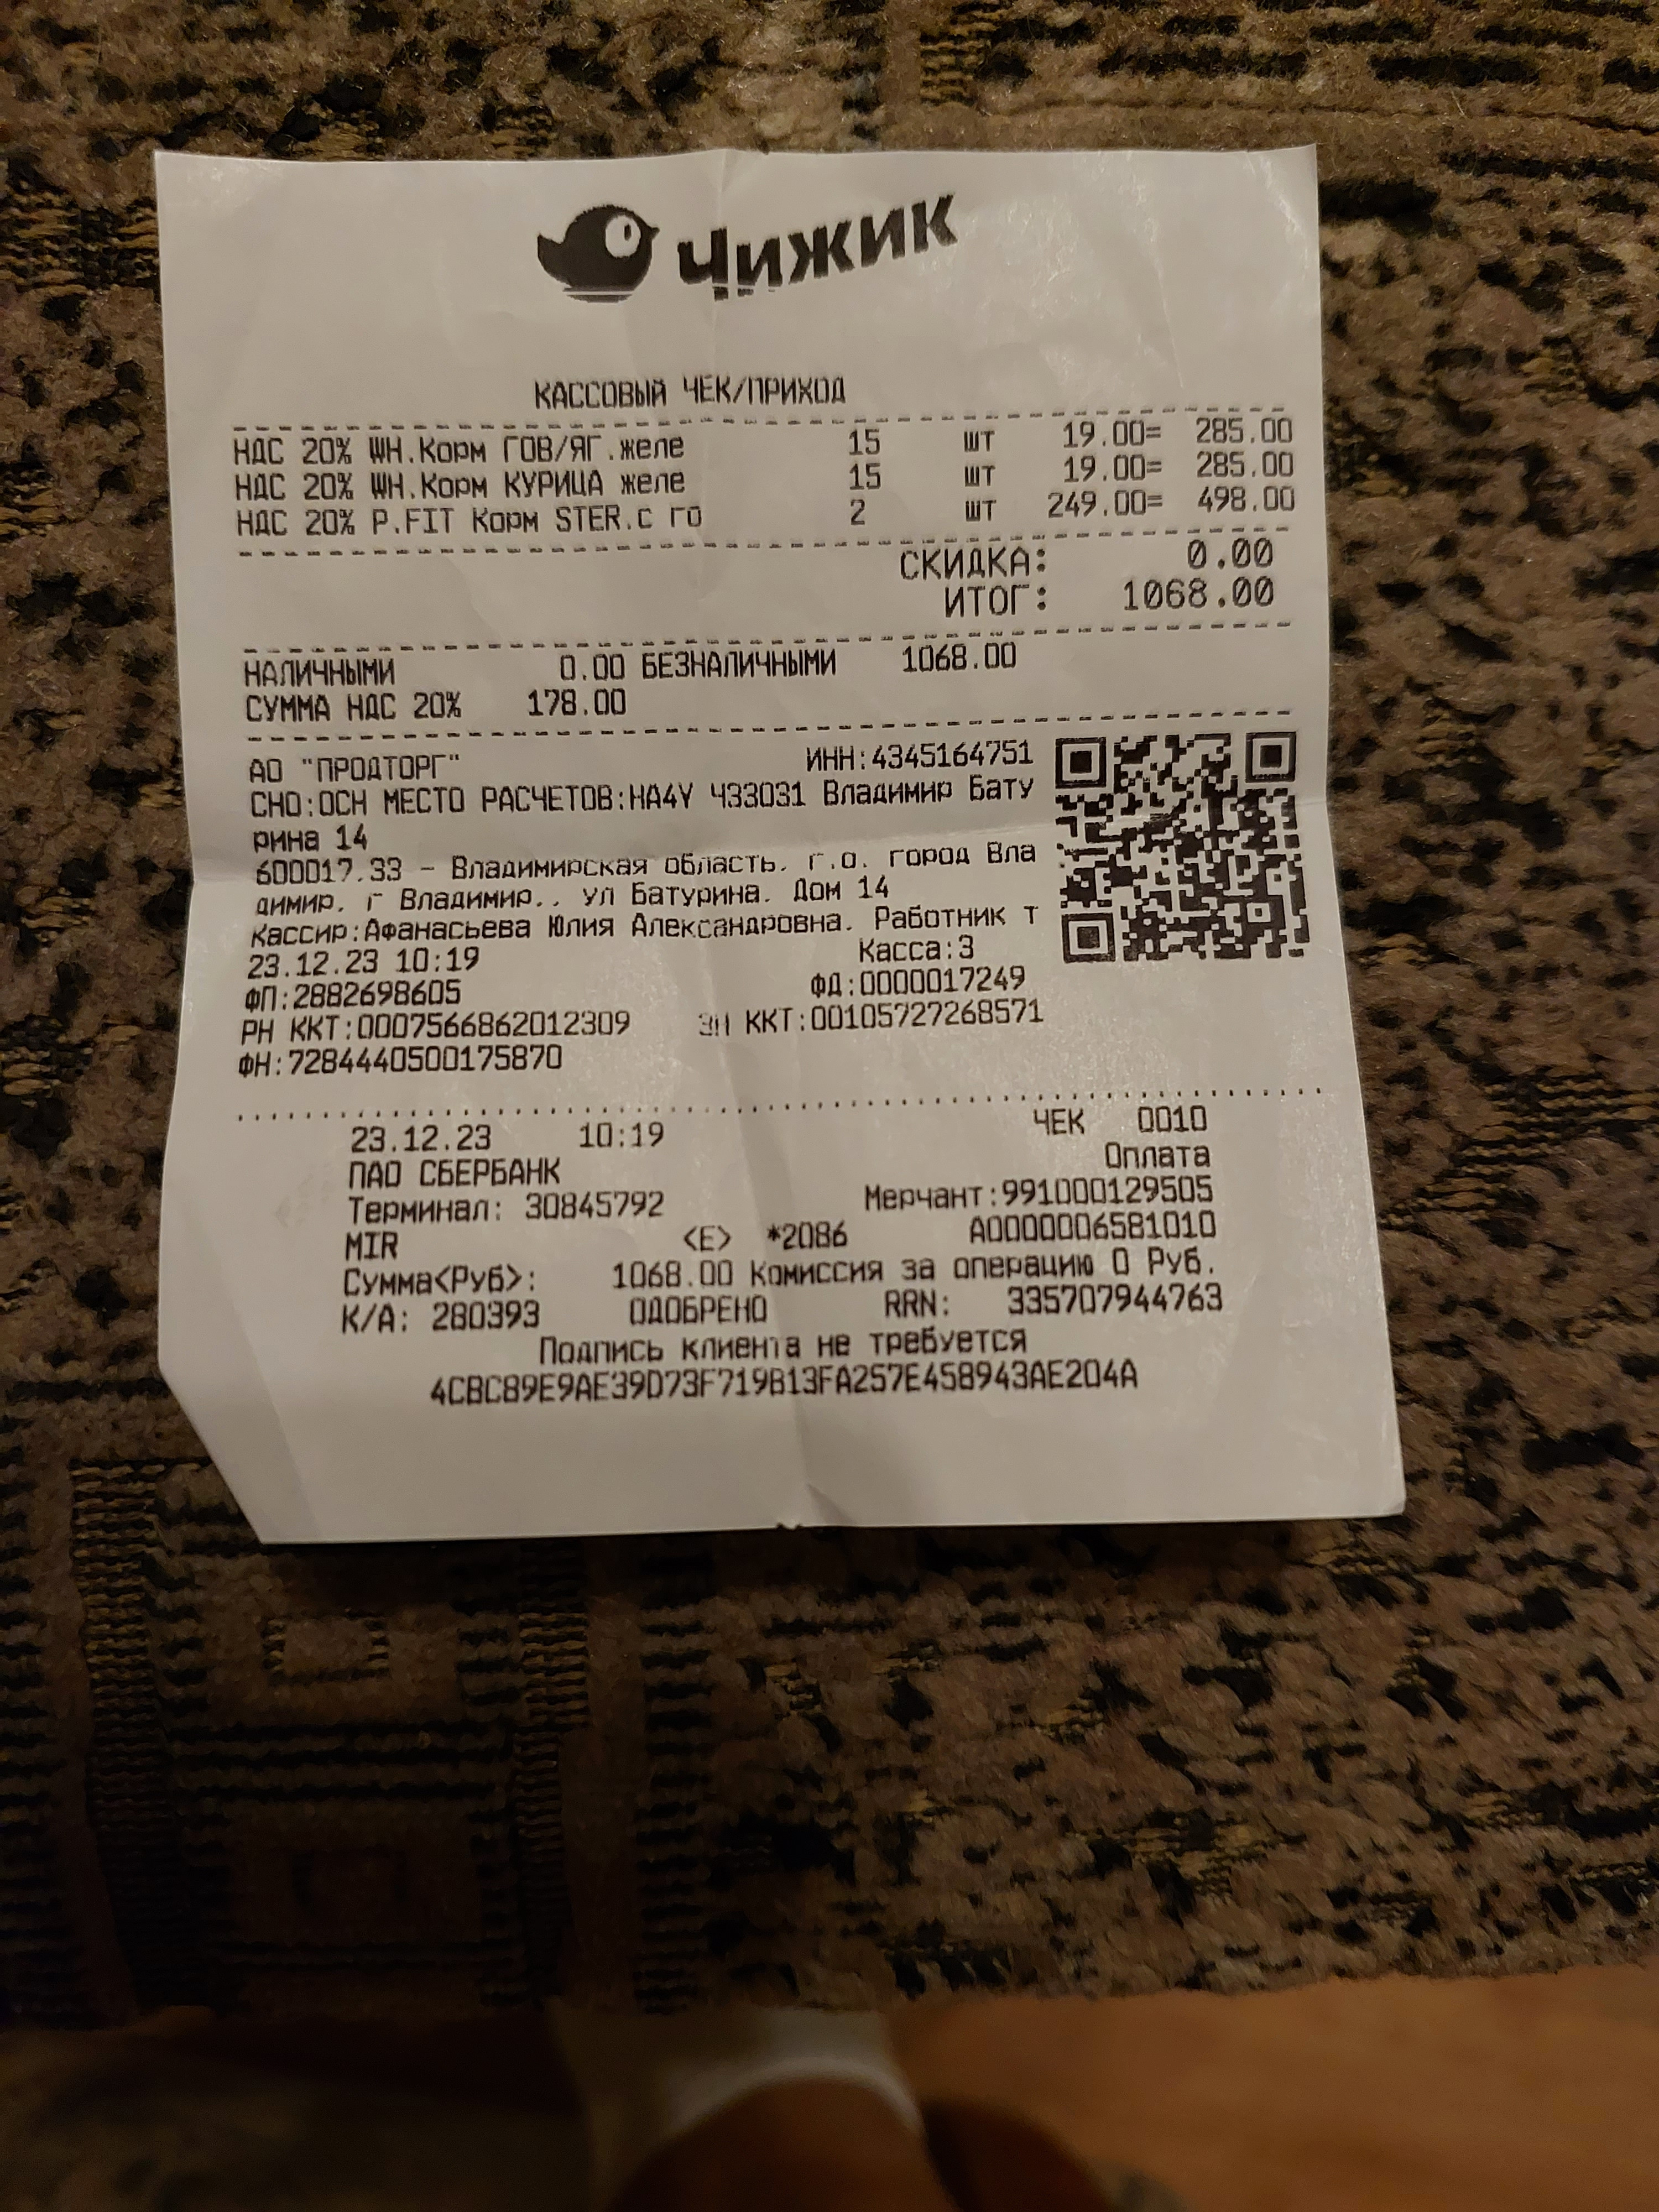 Чижик
КАССОВЫЙ ЧЕК/ПРИХОД
НДС 20% WH.Корм ГОВ/ЯГ.желе 15 шт 19.00= 285.00
НДС 20% WH.Корм КУРИЦА желе 15 шт 19.00= 285.00
НДС 20% P.FIT Корм STER.с го 2 шт 249.00= 498.00
СКИДКА: 0.00
ИТОГ: 1068.00
НАЛИЧНЫМИ 0.00 БЕЗНАЛИЧНЫМИ 1068.00
СУММА НДС 20% 178.00
АО "ПРОДТОРГ" ИНН:4345164751
СНО:ОСН МЕСТО РАСЧЕТОВ:HA4Y Ч33031 Владимир Бату
рина 14
600017,33 - Владимирская область, г.о. город Вла
димир, г Владимир,, ул Батурина, Дом 14
Кассир:Афанасьева Юлия Александровна, Работник т
23.12.23 10:19 Касса:3
ФП:2882698605 ФД:0000017249
РН ККТ:0007566862012309 ЗН ККТ:00105727268571
ФН:7284440500175870
23.12.23 10:19 ЧЕК 0010
ПАО СБЕРБАНК Оплата
Терминал: 30845792 Мерчант:991000129505
MIR <E> *2086 A0000006581010
Сумма<Руб>: 1068.00 Комиссия за операцию 0 Руб.
К/А: 280393 ОДОБРЕНО RRN: 335707944763
Подпись клиента не требуется
4CBC89E9AE39D73F719B13FA257E458943AE204A